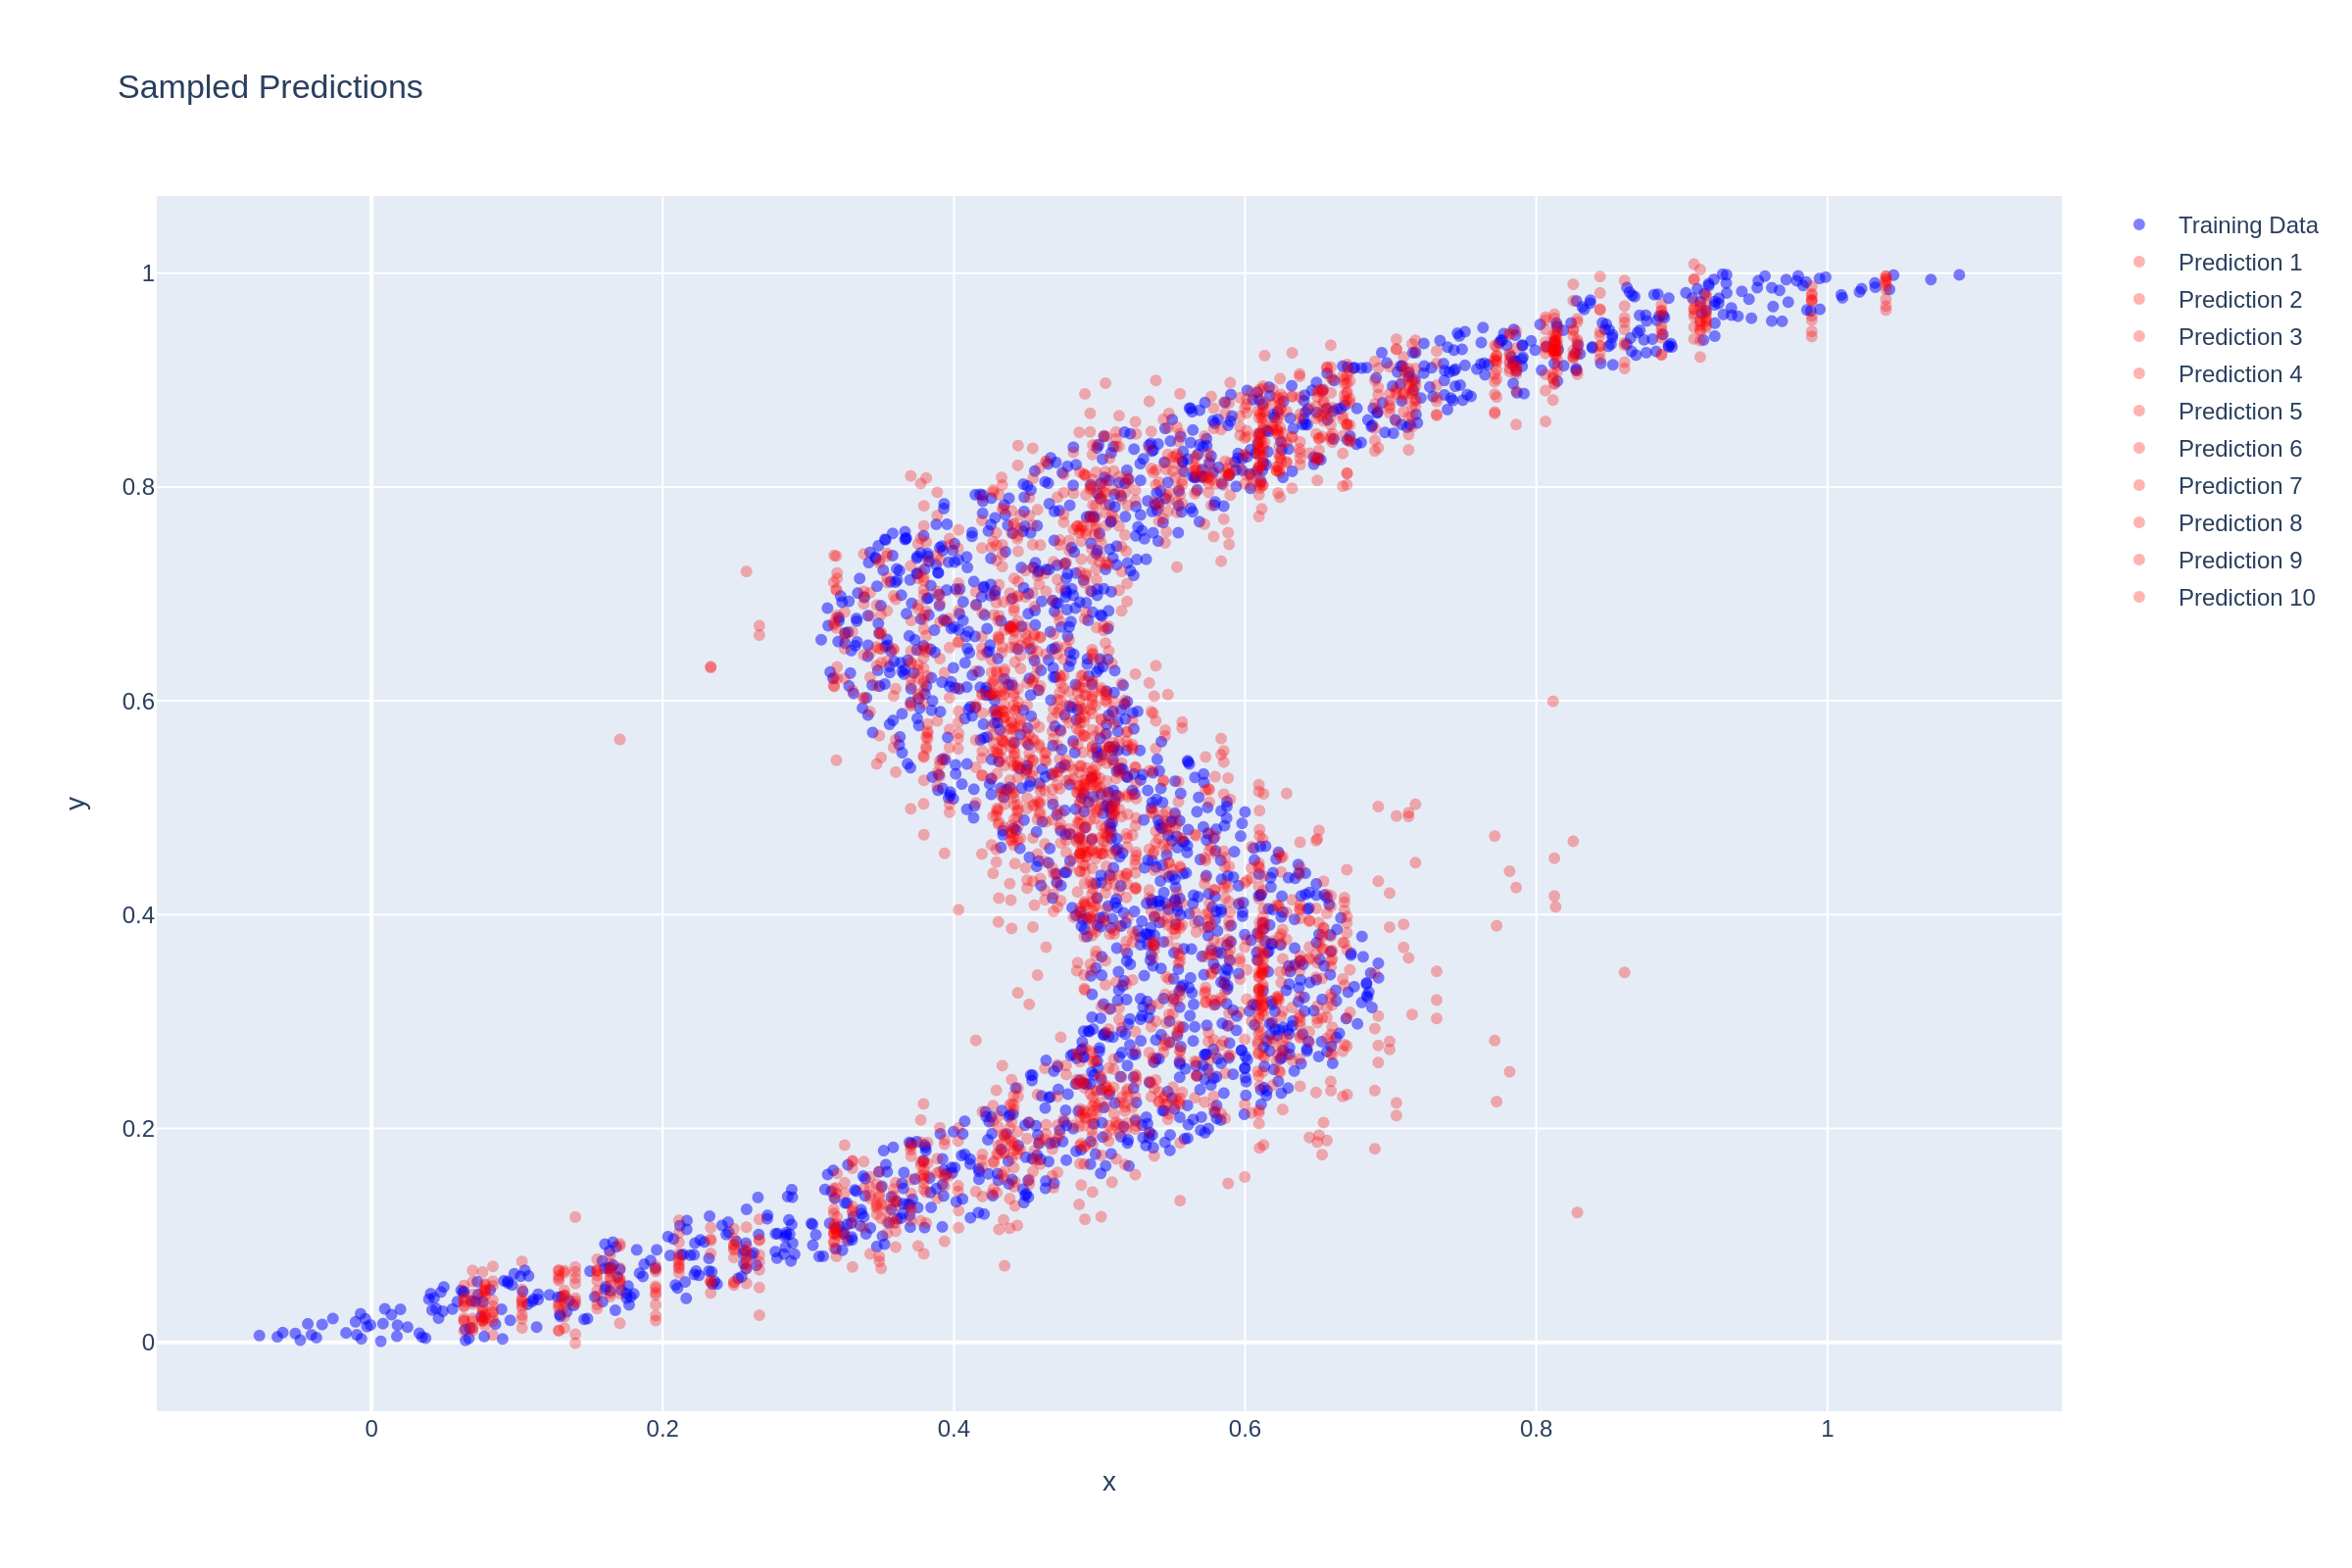 Sampled Predictions
Training Data
Prediction 1
Prediction 2
Prediction 3
Prediction 4
Prediction 5
Prediction 6
Prediction 7
Prediction 8
Prediction 9
Prediction 10
1
0.8
0.6
0.4
0.2
0
y
0
0.2
0.4
0.6
0.8
1
x